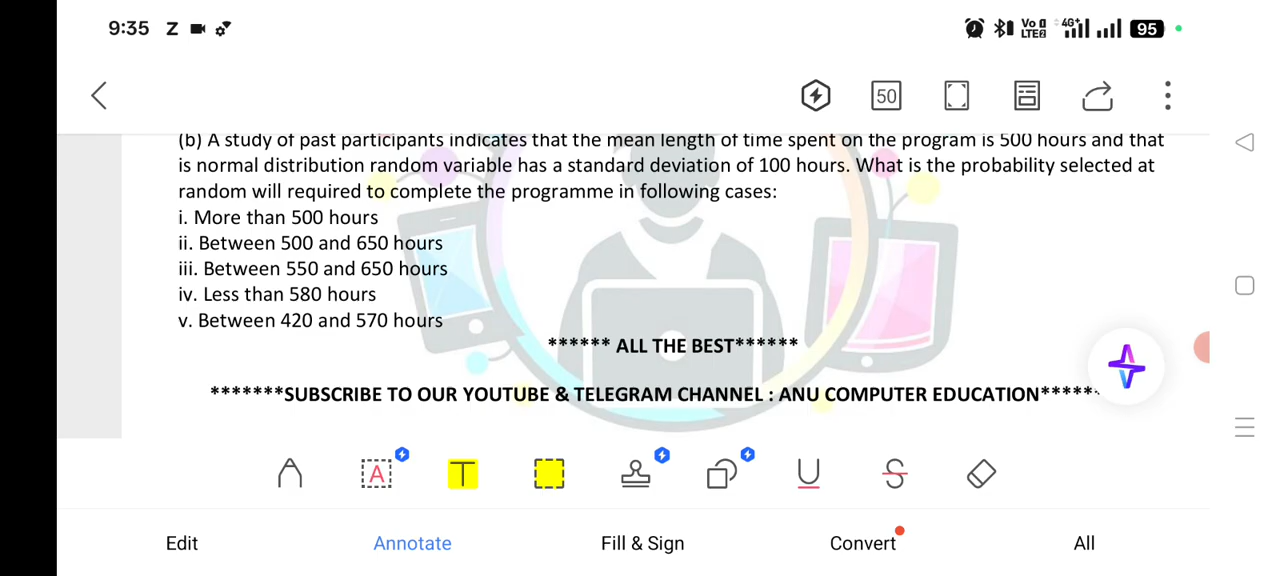 9:35 Z Vo LTE2 4G+ 95
50
(b) A study of past participants indicates that the mean length of time spent on the program is 500 hours and that
is normal distribution random variable has a standard deviation of 100 hours. What is the probability selected at
random will required to complete the programme in following cases:
i. More than 500 hours
ii. Between 500 and 650 hours
iii. Between 550 and 650 hours
iv. Less than 580 hours
v. Between 420 and 570 hours
****** ALL THE BEST******
*******SUBSCRIBE TO OUR YOUTUBE & TELEGRAM CHANNEL : ANU COMPUTER EDUCATION******
A T U S
Edit Annotate Fill & Sign Convert All